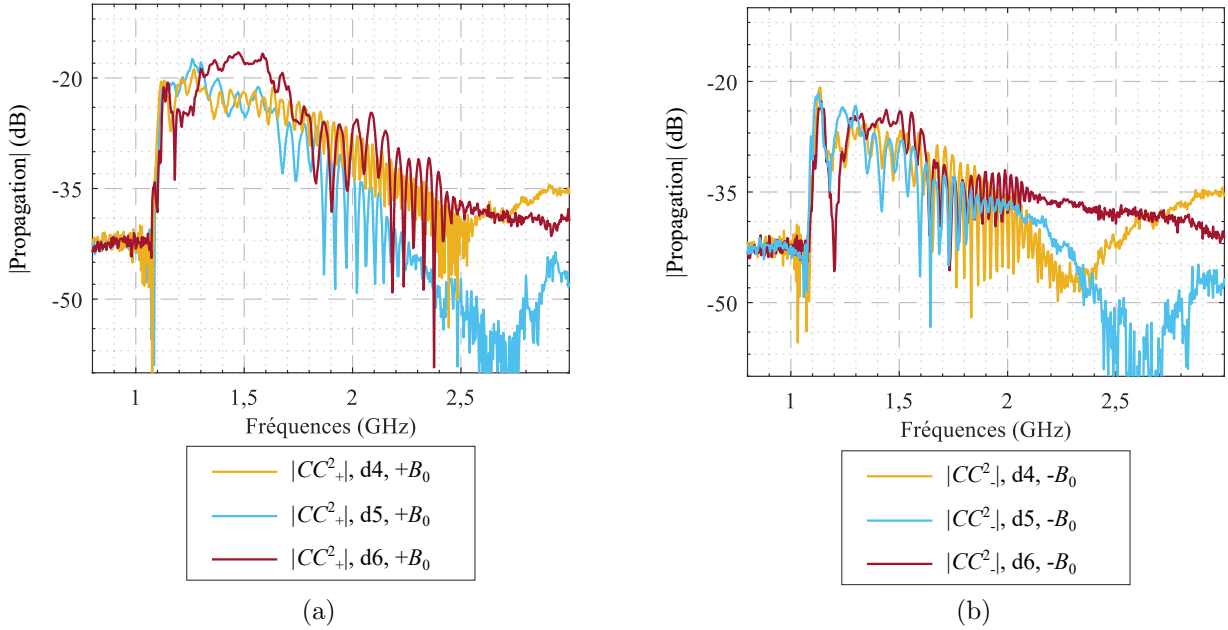 |Propagation| (dB)
-20
-35
-50
1
1,5
2
2,5
Fréquences (GHz)
|CC²₊|, d4, +B₀
|CC²₊|, d5, +B₀
|CC²₊|, d6, +B₀
(a)
|Propagation| (dB)
-20
-35
-50
1
1,5
2
2,5
Fréquences (GHz)
|CC²₋|, d4, -B₀
|CC²₋|, d5, -B₀
|CC²₋|, d6, -B₀
(b)